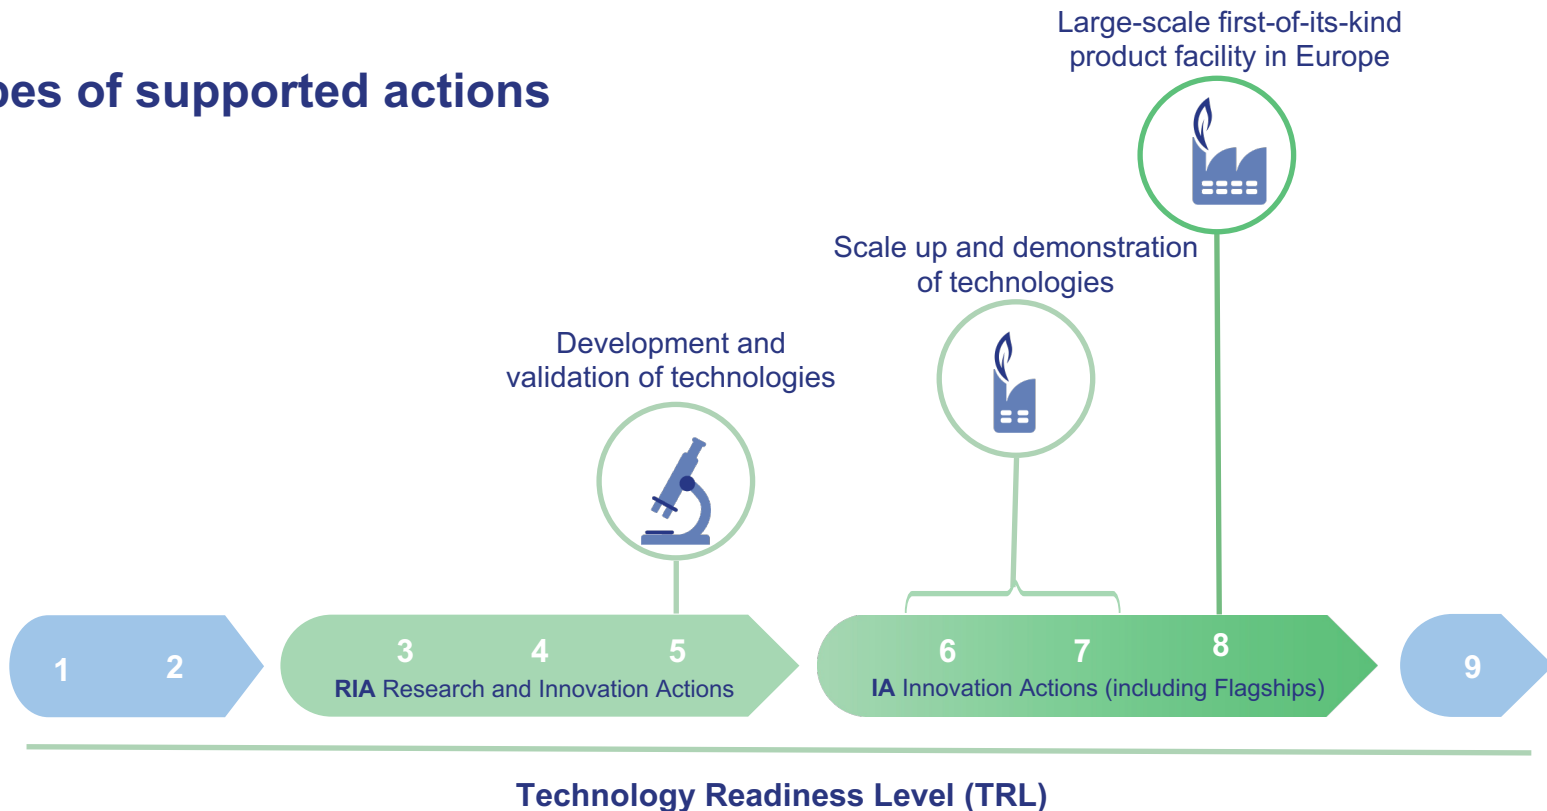 Large-scale first-of-its-kind
product facility in Europe
pes of supported actions
Scale up and demonstration
of technologies
Development and
validation of technologies
1 2 3 4 5 6 7 8 9
RIA Research and Innovation Actions
IA Innovation Actions (including Flagships)
Technology Readiness Level (TRL)